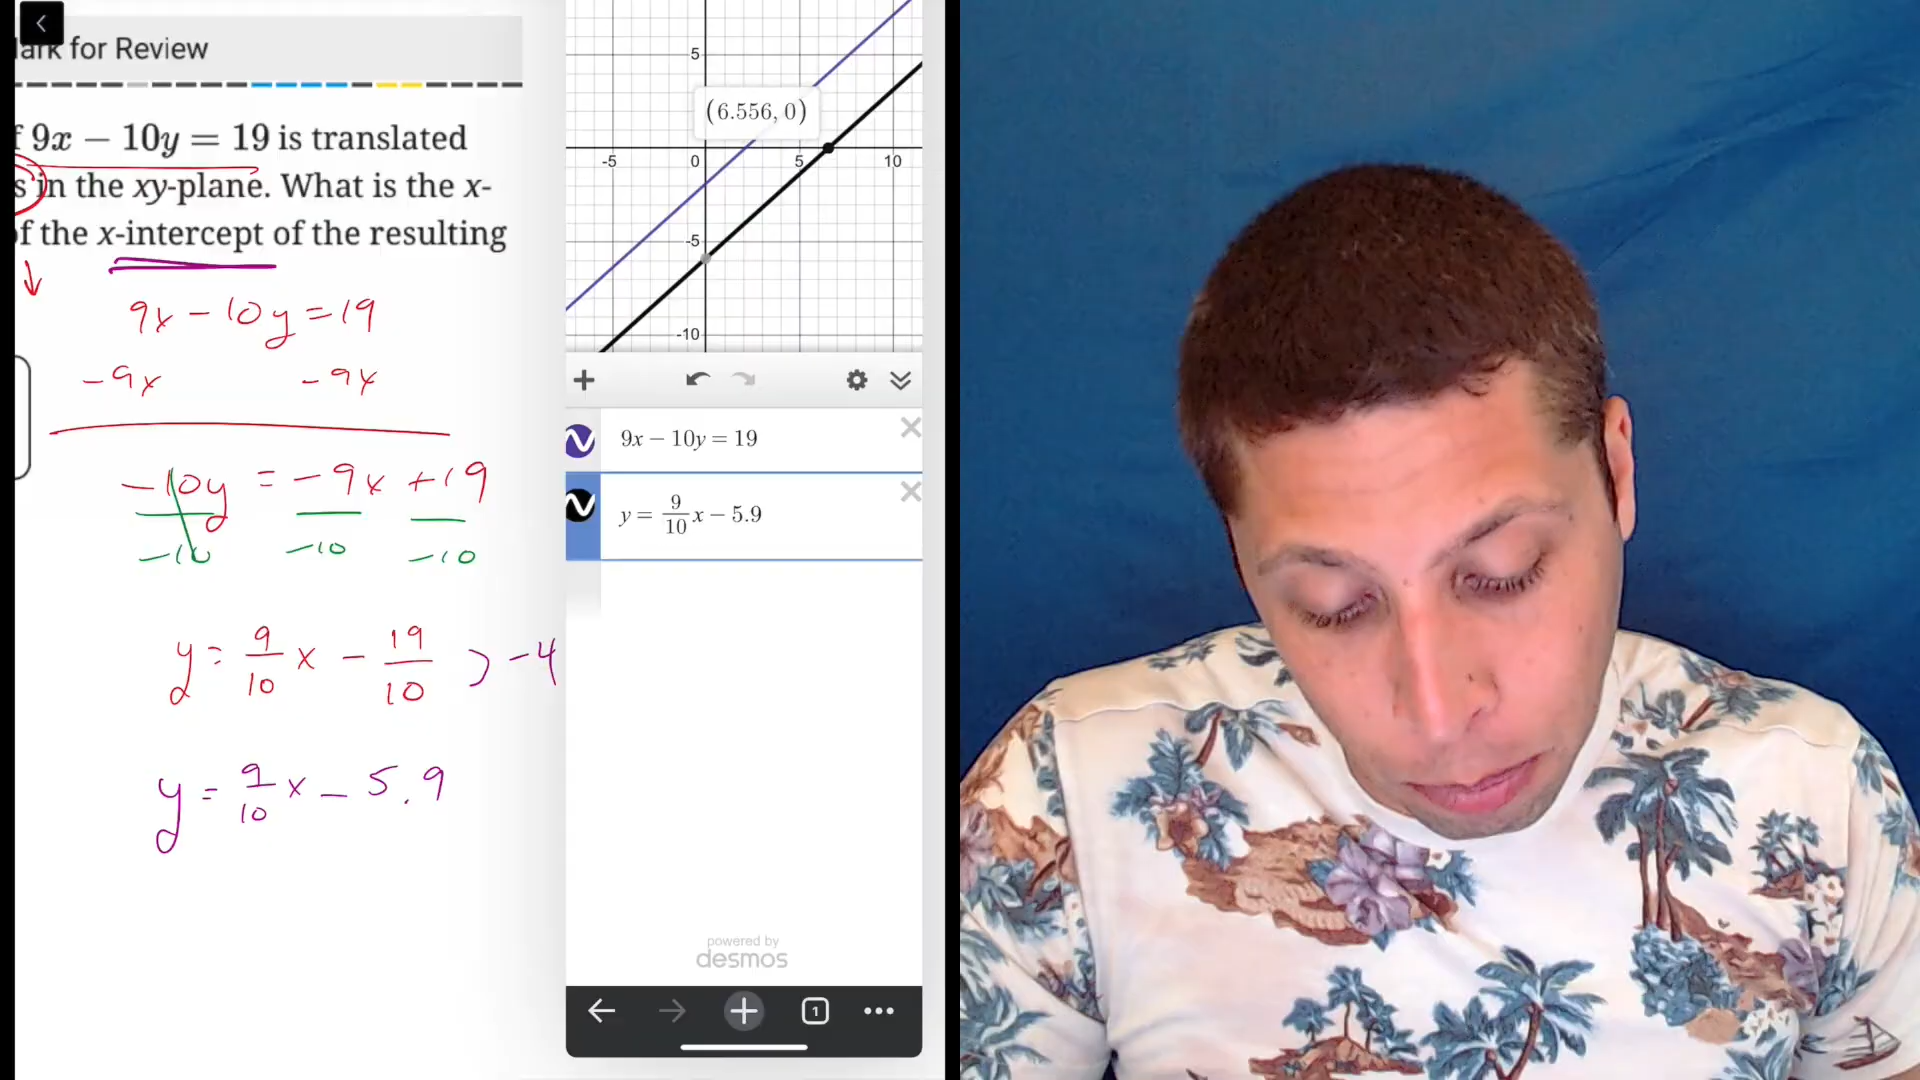 ark for Review
f 9x − 10y = 19 is translated
s in the xy-plane. What is the x-
of the x-intercept of the resulting
9x − 10y = 19
−9x −9x
−10y = −9x +19
−10 −10 −10
y = 9/10 x − 19/10 > −4
y = 9/10 x − 5.9
5
(6.556, 0)
-5 0 5 10
-5
-10
9x − 10y = 19
y = 9/10 x − 5.9
powered by
desmos
1